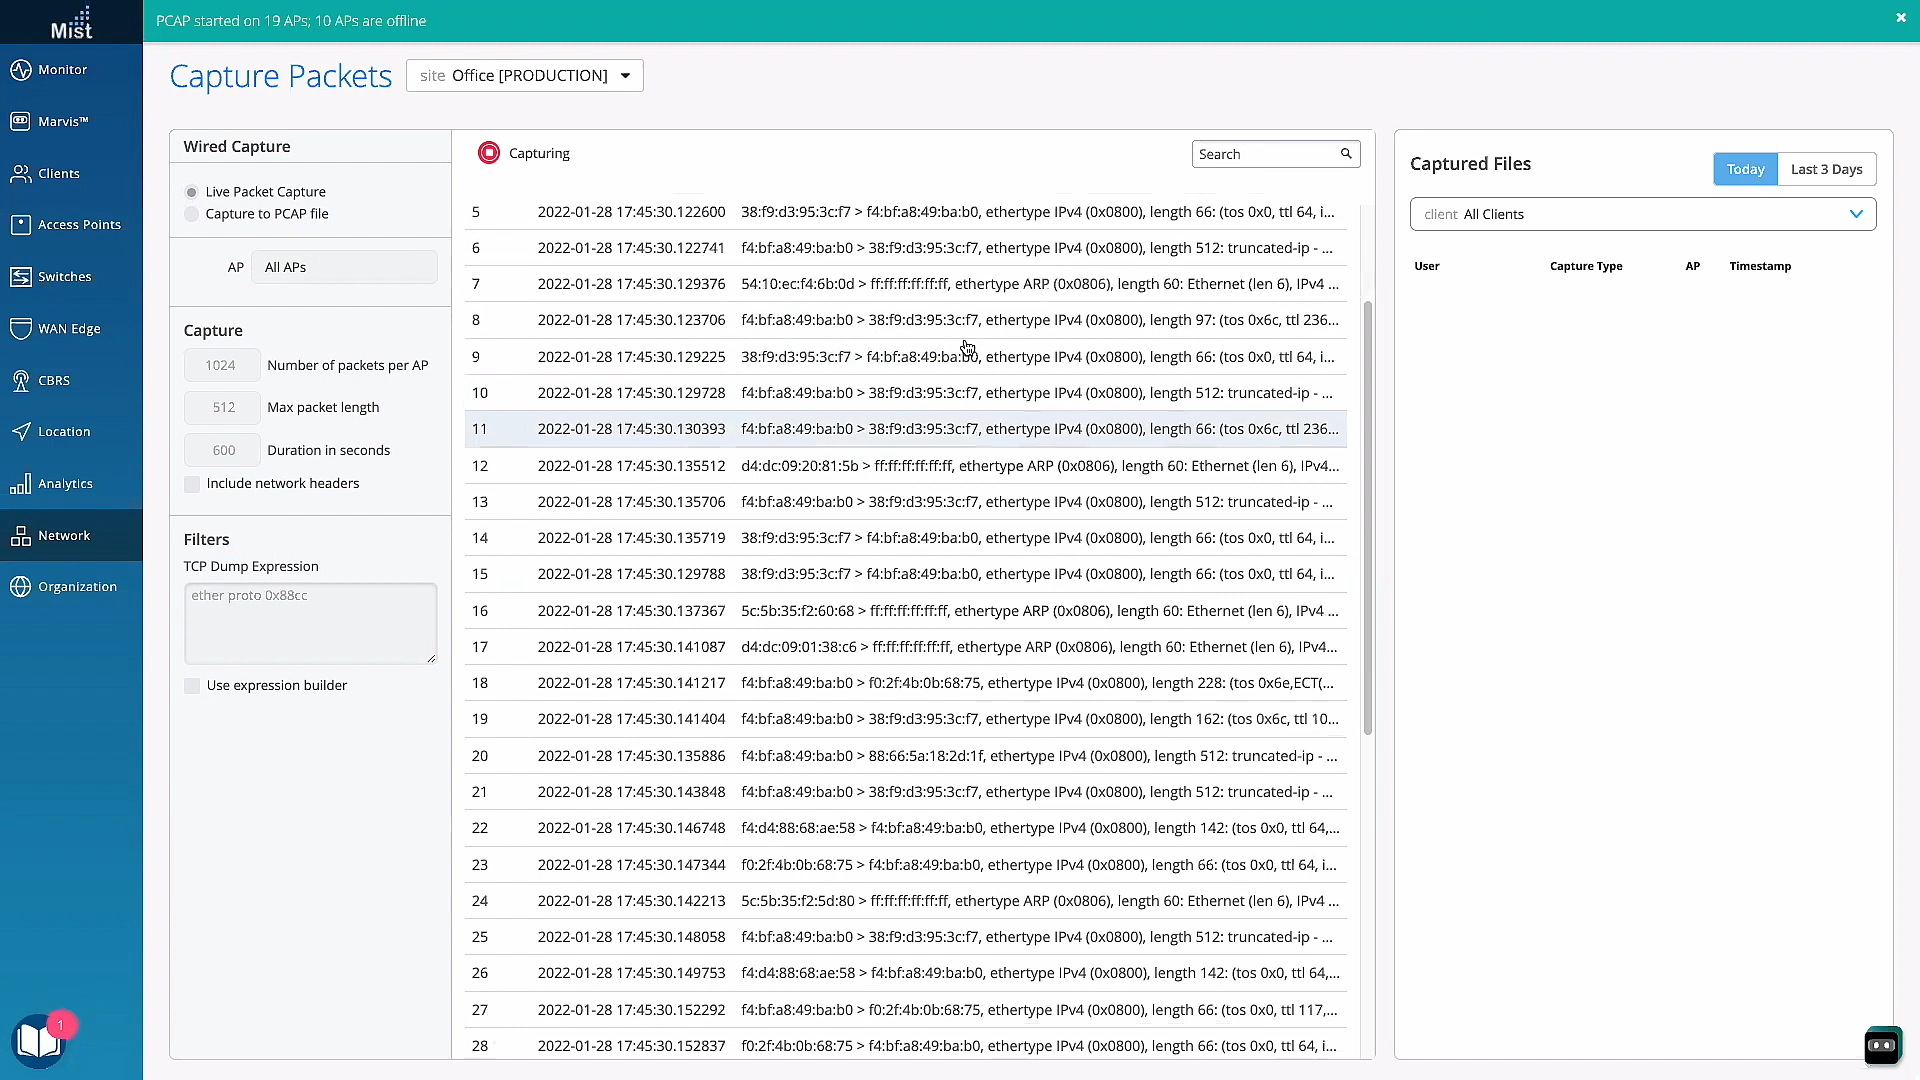 PCAP started on 19 APs; 10 APs are offline
Mist
Monitor
Marvis™
Clients
Access Points
Switches
WAN Edge
CBRS
Location
Analytics
Network
Organization
1
Capture Packets
site Office [PRODUCTION]
Wired Capture
Live Packet Capture
Capture to PCAP file
AP All APs
Capture
1024 Number of packets per AP
512 Max packet length
600 Duration in seconds
Include network headers
Filters
TCP Dump Expression
ether proto 0x88cc
Use expression builder
Capturing
Search
5 2022-01-28 17:45:30.122600 38:f9:d3:95:3c:f7 > f4:bf:a8:49:ba:b0, ethertype IPv4 (0x0800), length 66: (tos 0x0, ttl 64, i...
6 2022-01-28 17:45:30.122741 f4:bf:a8:49:ba:b0 > 38:f9:d3:95:3c:f7, ethertype IPv4 (0x0800), length 512: truncated-ip - ...
7 2022-01-28 17:45:30.129376 54:10:ec:f4:6b:0d > ff:ff:ff:ff:ff:ff, ethertype ARP (0x0806), length 60: Ethernet (len 6), IPv4 ...
8 2022-01-28 17:45:30.123706 f4:bf:a8:49:ba:b0 > 38:f9:d3:95:3c:f7, ethertype IPv4 (0x0800), length 97: (tos 0x6c, ttl 236...
9 2022-01-28 17:45:30.129225 38:f9:d3:95:3c:f7 > f4:bf:a8:49:ba:b0, ethertype IPv4 (0x0800), length 66: (tos 0x0, ttl 64, i...
10 2022-01-28 17:45:30.129728 f4:bf:a8:49:ba:b0 > 38:f9:d3:95:3c:f7, ethertype IPv4 (0x0800), length 512: truncated-ip - ...
11 2022-01-28 17:45:30.130393 f4:bf:a8:49:ba:b0 > 38:f9:d3:95:3c:f7, ethertype IPv4 (0x0800), length 66: (tos 0x6c, ttl 236...
12 2022-01-28 17:45:30.135512 d4:dc:09:20:81:5b > ff:ff:ff:ff:ff:ff, ethertype ARP (0x0806), length 60: Ethernet (len 6), IPv4...
13 2022-01-28 17:45:30.135706 f4:bf:a8:49:ba:b0 > 38:f9:d3:95:3c:f7, ethertype IPv4 (0x0800), length 512: truncated-ip - ...
14 2022-01-28 17:45:30.135719 38:f9:d3:95:3c:f7 > f4:bf:a8:49:ba:b0, ethertype IPv4 (0x0800), length 66: (tos 0x0, ttl 64, i...
15 2022-01-28 17:45:30.129788 38:f9:d3:95:3c:f7 > f4:bf:a8:49:ba:b0, ethertype IPv4 (0x0800), length 66: (tos 0x0, ttl 64, i...
16 2022-01-28 17:45:30.137367 5c:5b:35:f2:60:68 > ff:ff:ff:ff:ff:ff, ethertype ARP (0x0806), length 60: Ethernet (len 6), IPv4 ...
17 2022-01-28 17:45:30.141087 d4:dc:09:01:38:c6 > ff:ff:ff:ff:ff:ff, ethertype ARP (0x0806), length 60: Ethernet (len 6), IPv4...
18 2022-01-28 17:45:30.141217 f4:bf:a8:49:ba:b0 > f0:2f:4b:0b:68:75, ethertype IPv4 (0x0800), length 228: (tos 0x6e,ECT(...
19 2022-01-28 17:45:30.141404 f4:bf:a8:49:ba:b0 > 38:f9:d3:95:3c:f7, ethertype IPv4 (0x0800), length 162: (tos 0x6c, ttl 10...
20 2022-01-28 17:45:30.135886 f4:bf:a8:49:ba:b0 > 88:66:5a:18:2d:1f, ethertype IPv4 (0x0800), length 512: truncated-ip - ...
21 2022-01-28 17:45:30.143848 f4:bf:a8:49:ba:b0 > 38:f9:d3:95:3c:f7, ethertype IPv4 (0x0800), length 512: truncated-ip - ...
22 2022-01-28 17:45:30.146748 f4:d4:88:68:ae:58 > f4:bf:a8:49:ba:b0, ethertype IPv4 (0x0800), length 142: (tos 0x0, ttl 64,...
23 2022-01-28 17:45:30.147344 f0:2f:4b:0b:68:75 > f4:bf:a8:49:ba:b0, ethertype IPv4 (0x0800), length 66: (tos 0x0, ttl 64, i...
24 2022-01-28 17:45:30.142213 5c:5b:35:f2:5d:80 > ff:ff:ff:ff:ff:ff, ethertype ARP (0x0806), length 60: Ethernet (len 6), IPv4 ...
25 2022-01-28 17:45:30.148058 f4:bf:a8:49:ba:b0 > 38:f9:d3:95:3c:f7, ethertype IPv4 (0x0800), length 512: truncated-ip - ...
26 2022-01-28 17:45:30.149753 f4:d4:88:68:ae:58 > f4:bf:a8:49:ba:b0, ethertype IPv4 (0x0800), length 142: (tos 0x0, ttl 64,...
27 2022-01-28 17:45:30.152292 f4:bf:a8:49:ba:b0 > f0:2f:4b:0b:68:75, ethertype IPv4 (0x0800), length 66: (tos 0x0, ttl 117,...
28 2022-01-28 17:45:30.152837 f0:2f:4b:0b:68:75 > f4:bf:a8:49:ba:b0, ethertype IPv4 (0x0800), length 66: (tos 0x0, ttl 64, i...
Captured Files
Today Last 3 Days
client All Clients
User Capture Type AP Timestamp